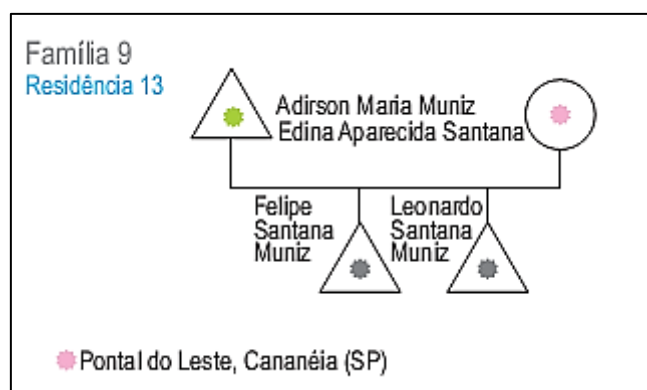 Família 9
Residência 13
Adirson Maria Muniz
Edina Aparecida Santana
Felipe
Santana
Muniz
Leonardo
Santana
Muniz
Pontal do Leste, Cananéia (SP)